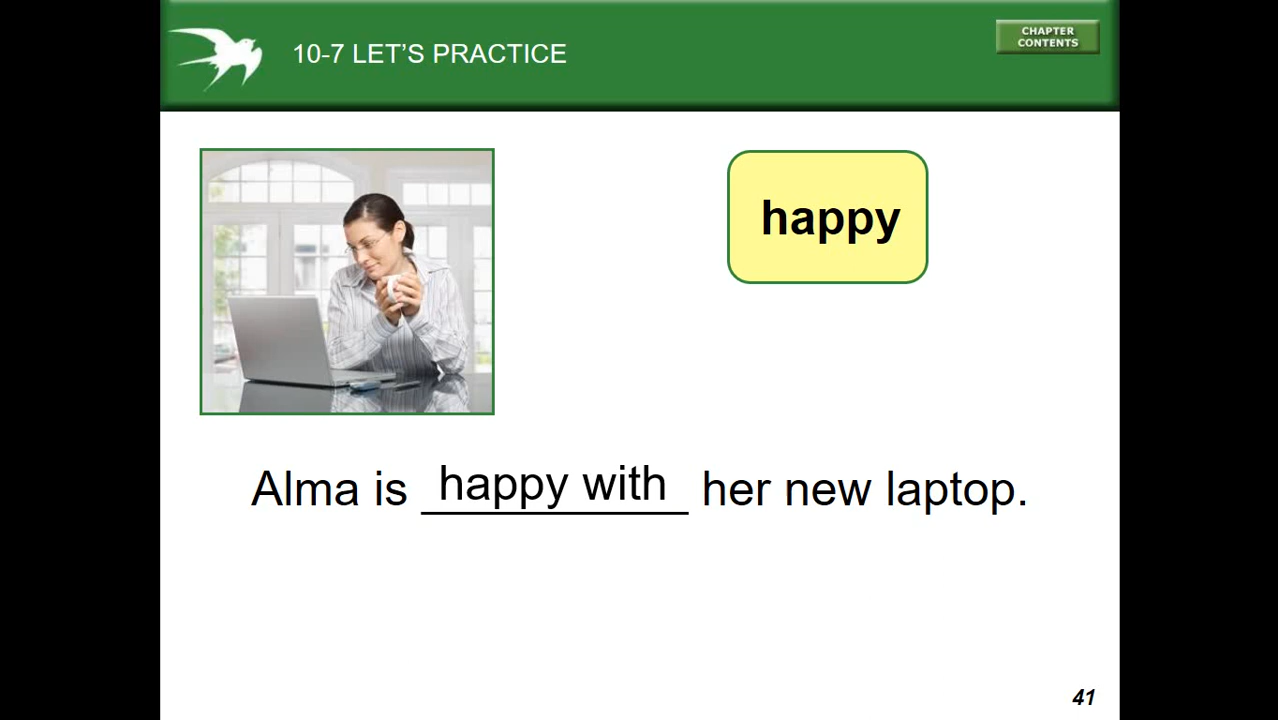 10-7 LET’S PRACTICE
CHAPTER
CONTENTS
happy
Alma is happy with her new laptop.
41